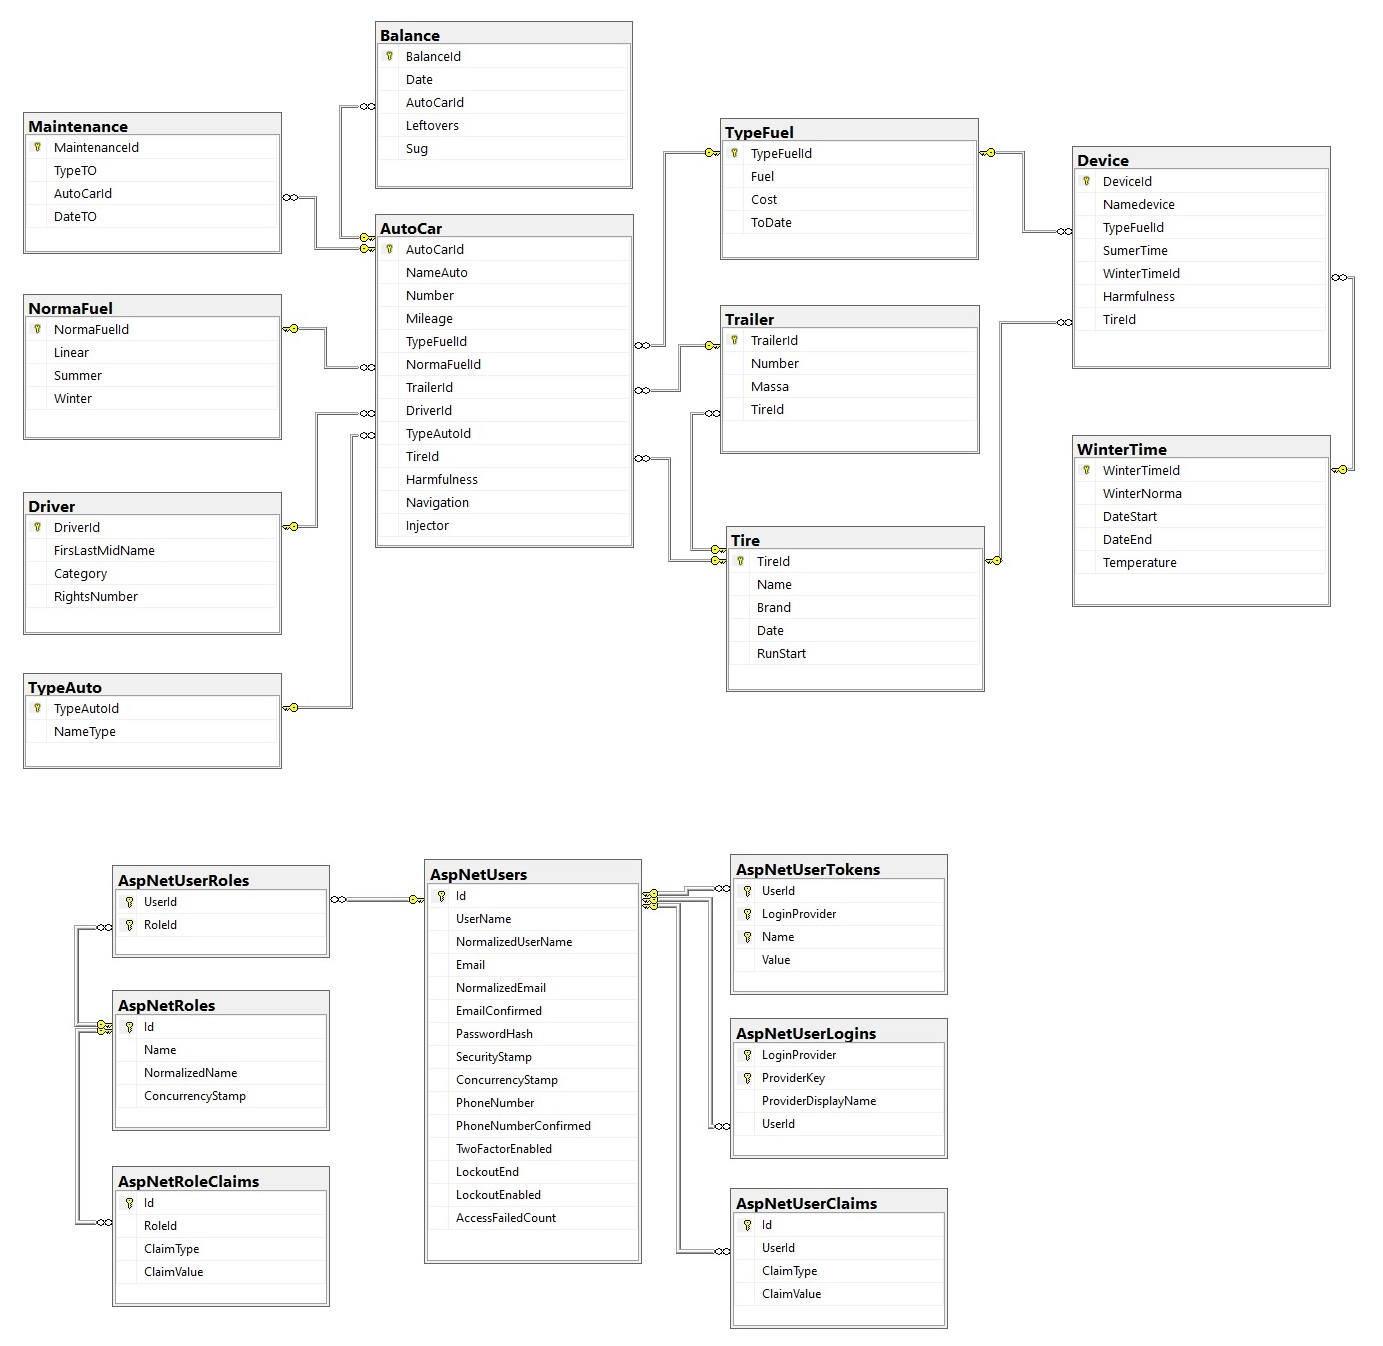 Balance
BalanceId
Date
AutoCarId
Leftovers
Sug
Maintenance
MaintenanceId
TypeTO
AutoCarId
DateTO
NormaFuel
NormaFuelId
Linear
Summer
Winter
Driver
DriverId
FirsLastMidName
Category
RightsNumber
TypeAuto
TypeAutoId
NameType
AutoCar
AutoCarId
NameAuto
Number
Mileage
TypeFuelId
NormaFuelId
TrailerId
DriverId
TypeAutoId
TireId
Harmfulness
Navigation
Injector
TypeFuel
TypeFuelId
Fuel
Cost
ToDate
Trailer
TrailerId
Number
Massa
TireId
Tire
TireId
Name
Brand
Date
RunStart
Device
DeviceId
Namedevice
TypeFuelId
SumerTime
WinterTimeId
Harmfulness
TireId
WinterTime
WinterTimeId
WinterNorma
DateStart
DateEnd
Temperature
AspNetUserRoles
UserId
RoleId
AspNetRoles
Id
Name
NormalizedName
ConcurrencyStamp
AspNetRoleClaims
Id
RoleId
ClaimType
ClaimValue
AspNetUsers
Id
UserName
NormalizedUserName
Email
NormalizedEmail
EmailConfirmed
PasswordHash
SecurityStamp
ConcurrencyStamp
PhoneNumber
PhoneNumberConfirmed
TwoFactorEnabled
LockoutEnd
LockoutEnabled
AccessFailedCount
AspNetUserTokens
UserId
LoginProvider
Name
Value
AspNetUserLogins
LoginProvider
ProviderKey
ProviderDisplayName
UserId
AspNetUserClaims
Id
UserId
ClaimType
ClaimValue